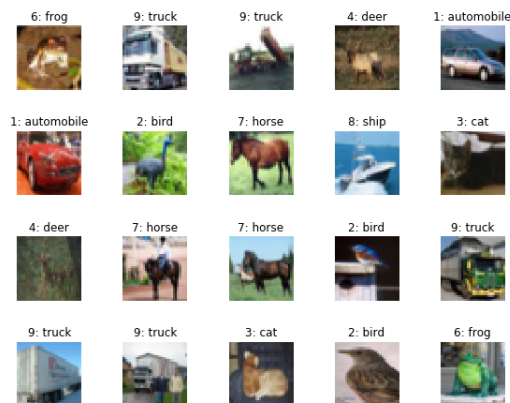 6: frog
9: truck
9: truck
4: deer
1: automobile
1: automobile
2: bird
7: horse
8: ship
3: cat
4: deer
7: horse
7: horse
2: bird
9: truck
9: truck
9: truck
3: cat
2: bird
6: frog